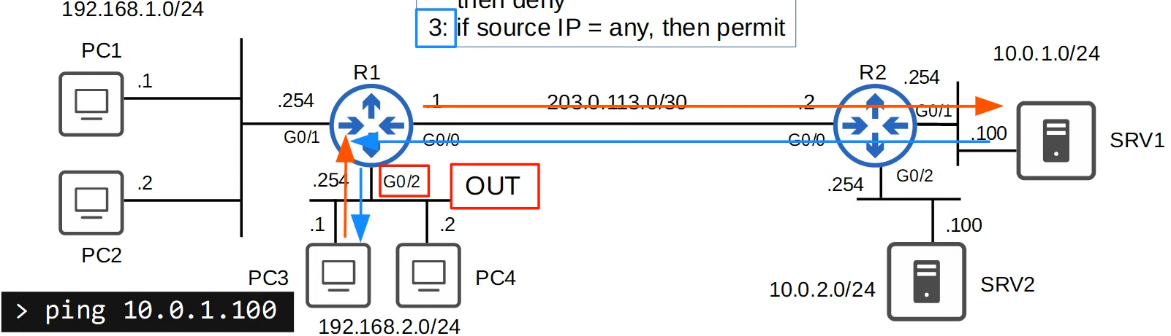 192.168.1.0/24
then deny
3: if source IP = any, then permit
PC1
.1
R1
.254
G0/1
.1
203.0.113.0/30
.2
R2
.254
10.0.1.0/24
G0/1
G0/0
G0/0
.100
SRV1
.2
.254
G0/2
OUT
.254
G0/2
PC2
.1
.2
.100
PC3
PC4
10.0.2.0/24
SRV2
> ping 10.0.1.100
192.168.2.0/24